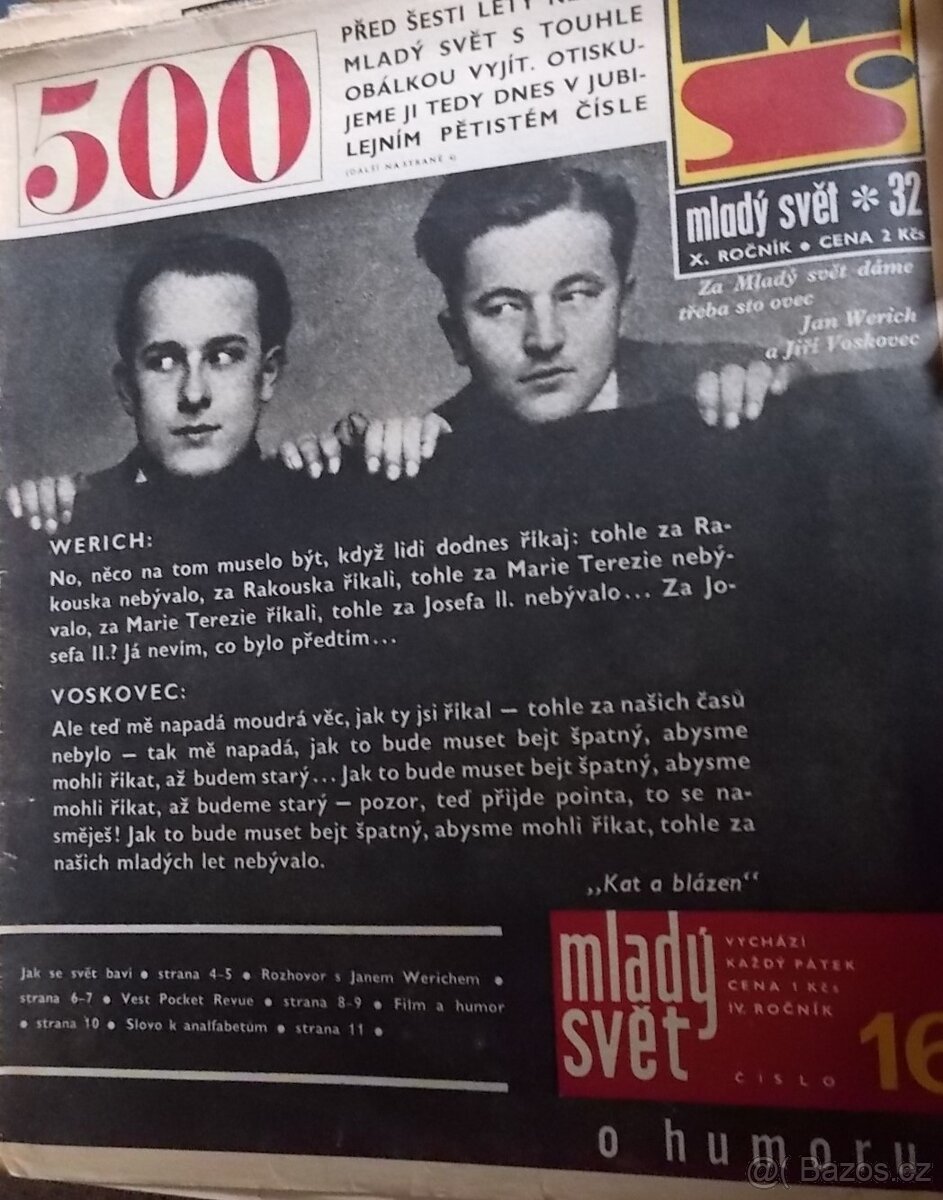 500
PŘED ŠESTI LETY
MLADÝ SVĚT S TOUHLE
OBÁLKOU VYJÍT. OTISKU-
JEME JI TEDY DNES V JUBI-
LEJNÍM PĚTISTÉM ČÍSLE
(DALŠÍ NA STRANĚ 4)
MS
mladý svět * 32
X. ROČNÍK • CENA 2 Kčs
Za Mladý svět dáme
třeba sto ovec
Jan Werich
a Jiří Voskovec
WERICH:
No, něco na tom muselo být, když lidi dodnes říkaj: tohle za Ra-
kouska nebývalo, za Rakouska říkali, tohle za Marie Terezie nebý-
valo, za Marie Terezie říkali, tohle za Josefa II. nebývalo... Za Jo-
sefa II.? Já nevím, co bylo předtím...
VOSKOVEC:
Ale teď mě napadá moudrá věc, jak ty jsi říkal — tohle za našich časů
nebylo — tak mě napadá, jak to bude muset bejt špatný, abysme
mohli říkat, až budem starý... Jak to bude muset bejt špatný, abysme
mohli říkat, až budeme starý — pozor, teď přijde pointa, to se na-
směješ! Jak to bude muset bejt špatný, abysme mohli říkat, tohle za
našich mladých let nebývalo.
„Kat a blázen“
Jak se svět baví • strana 4-5 • Rozhovor s Janem Werichem •
strana 6-7 • Vest Pocket Revue • strana 8-9 • Film a humor
• strana 10 • Slovo k analfabetům • strana 11 •
mladý
svět
VYCHÁZÍ
KAŽDÝ PÁTEK
CENA 1 Kčs
IV. ROČNÍK
ČÍSLO 16
o humoru
@( Bazos.cz